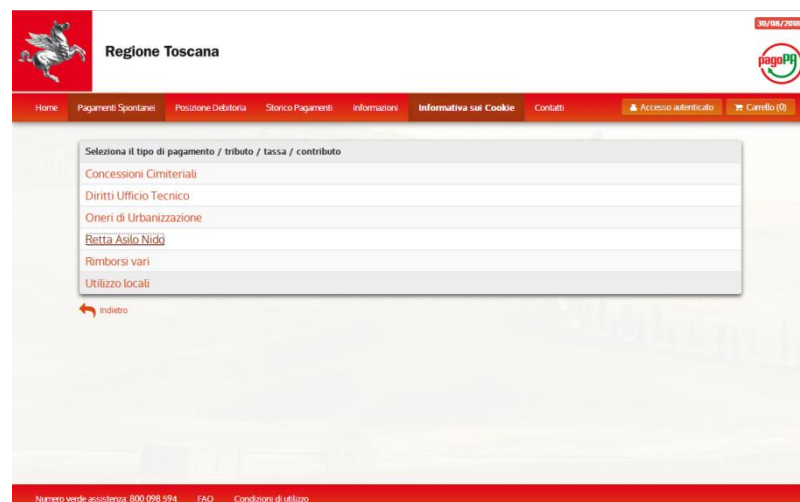 30/08/2018
Regione Toscana
pagoPA
Home Pagamenti Spontanei Posizione Debitoria Storico Pagamenti Informazioni Informativa sui Cookie Contatti Accesso autenticato Carrello (0)
Seleziona il tipo di pagamento / tributo / tassa / contributo
Concessioni Cimiteriali
Diritti Ufficio Tecnico
Oneri di Urbanizzazione
Retta Asilo Nido
Rimborsi vari
Utilizzo locali
Indietro
Numero verde assistenza: 800 098 594 FAQ Condizioni di utilizzo